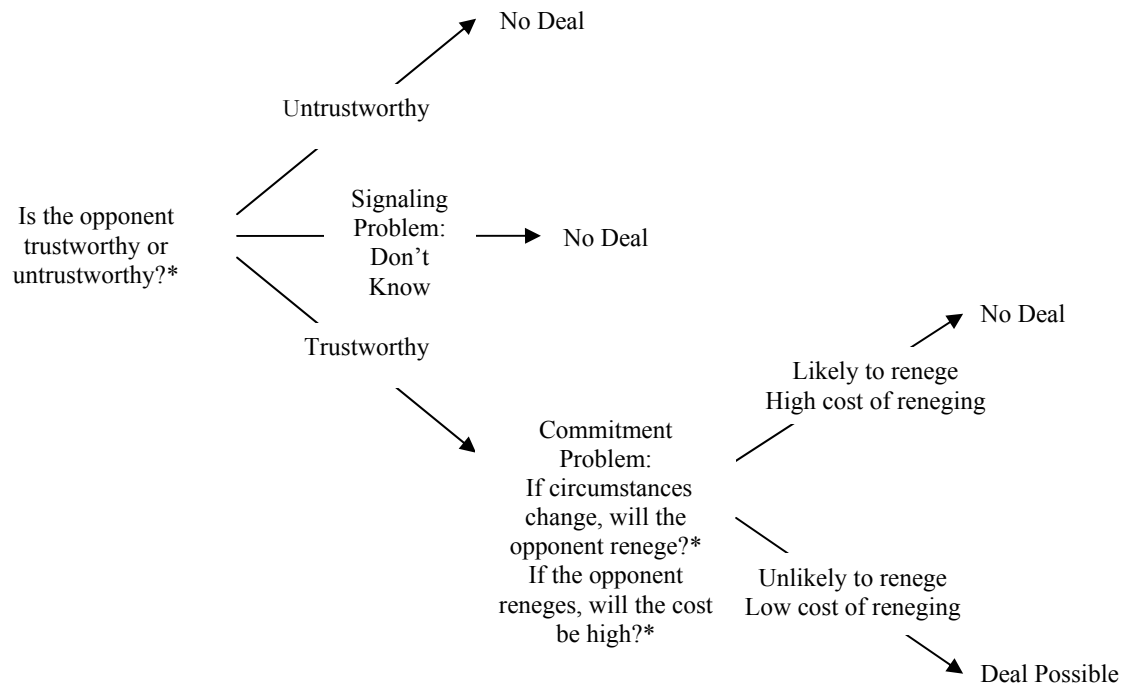 No Deal
Untrustworthy
Is the opponent
trustworthy or
untrustworthy?*
Signaling
Problem:
Don’t
Know
No Deal
Trustworthy
Commitment
Problem:
If circumstances
change, will the
opponent renege?*
If the opponent
reneges, will the cost
be high?*
No Deal
Likely to renege
High cost of reneging
Unlikely to renege
Low cost of reneging
Deal Possible